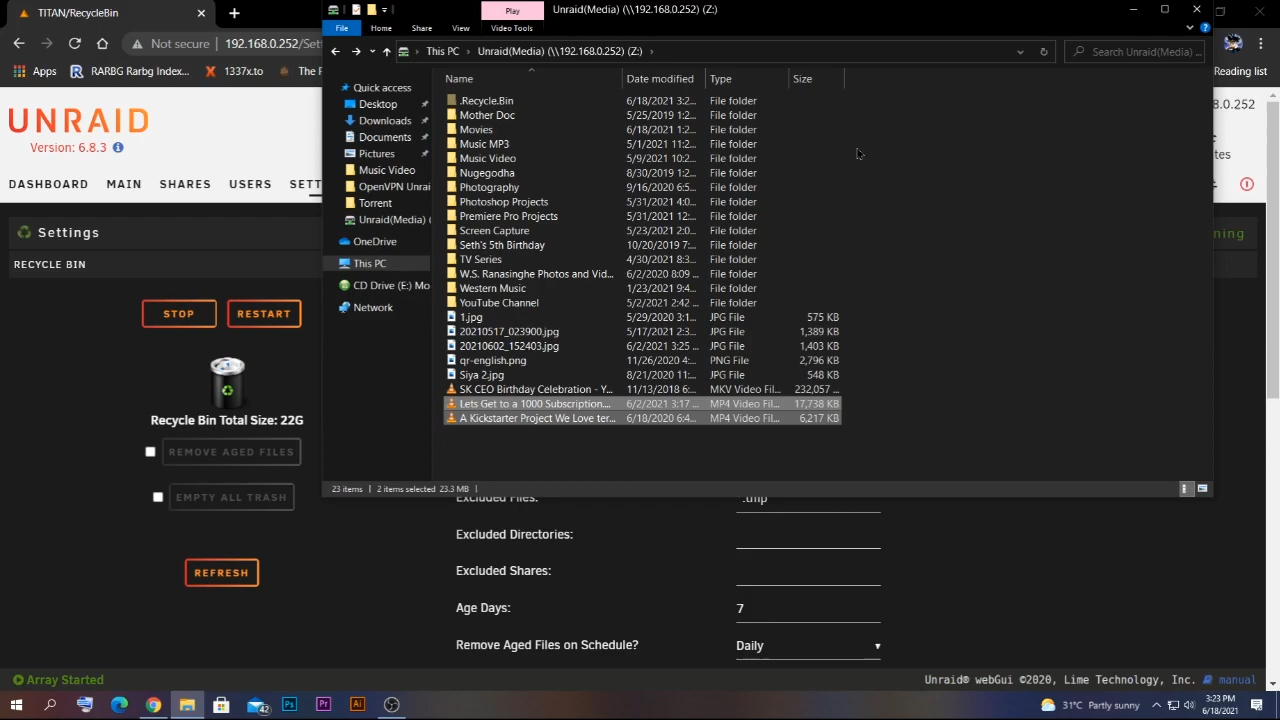 TITAN/RecycleBin
Play
Unraid(Media) (\\192.168.0.252) (Z:)
File Home Share View Video Tools
Not secure 192.168.0.252/Set
This PC Unraid(Media) (\\192.168.0.252) (Z:)
Search Unraid(Media) ...
Apps RARBG Rarbg Index... 1337x.to The P
Reading list
Name Date modified Type Size
Quick access
Desktop
Downloads
Documents
Pictures
Music Video
OpenVPN Unrai
Torrent
Unraid(Media) (
OneDrive
This PC
CD Drive (E:) Mo
Network
.Recycle.Bin 6/18/2021 3:2... File folder
Mother Doc 5/25/2019 1:2... File folder
Movies 6/18/2021 1:2... File folder
Music MP3 5/1/2021 11:2... File folder
Music Video 5/9/2021 10:2... File folder
Nugegodha 8/30/2019 1:2... File folder
Photography 9/16/2020 6:5... File folder
Photoshop Projects 5/31/2021 4:0... File folder
Premiere Pro Projects 5/31/2021 12:... File folder
Screen Capture 5/23/2021 2:0... File folder
Seth's 5th Birthday 10/20/2019 7:... File folder
TV Series 4/30/2021 8:3... File folder
W.S. Ranasinghe Photos and Vid... 6/2/2020 8:09 ... File folder
Western Music 1/23/2021 9:4... File folder
YouTube Channel 5/2/2021 2:42 ... File folder
1.jpg 5/29/2020 3:1... JPG File 575 KB
20210517_023900.jpg 5/17/2021 2:3... JPG File 1,389 KB
20210602_152403.jpg 6/2/2021 3:25 ... JPG File 1,403 KB
qr-english.png 11/26/2020 4:... PNG File 2,796 KB
Siya 2.jpg 8/21/2020 11:... JPG File 548 KB
SK CEO Birthday Celebration - Y... 11/13/2018 6:... MKV Video Fil... 232,057 ...
Lets Get to a 1000 Subscription.... 6/2/2021 3:17 ... MP4 Video Fil... 17,738 KB
A Kickstarter Project We Love ter... 6/18/2020 6:4... MP4 Video Fil... 6,217 KB
23 items 2 items selected 23.3 MB
UNRAID
Version: 6.8.3
8.0.252
ates
DASHBOARD MAIN SHARES USERS SETT
Settings
ning
RECYCLE BIN
STOP RESTART
Recycle Bin Total Size: 22G
REMOVE AGED FILES
EMPTY ALL TRASH
REFRESH
Excluded Files: .tmp
Excluded Directories:
Excluded Shares:
Age Days: 7
Remove Aged Files on Schedule? Daily
Array Started
Unraid® webGui ©2020, Lime Technology, Inc. manual
42
31°C Partly sunny
3:23 PM
6/18/2021